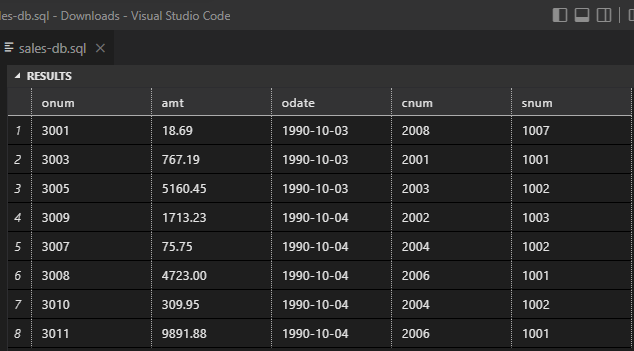 les-db.sql - Downloads - Visual Studio Code
sales-db.sql
RESULTS
onum amt odate cnum snum
1 3001 18.69 1990-10-03 2008 1007
2 3003 767.19 1990-10-03 2001 1001
3 3005 5160.45 1990-10-03 2003 1002
4 3009 1713.23 1990-10-04 2002 1003
5 3007 75.75 1990-10-04 2004 1002
6 3008 4723.00 1990-10-04 2006 1001
7 3010 309.95 1990-10-04 2004 1002
8 3011 9891.88 1990-10-04 2006 1001